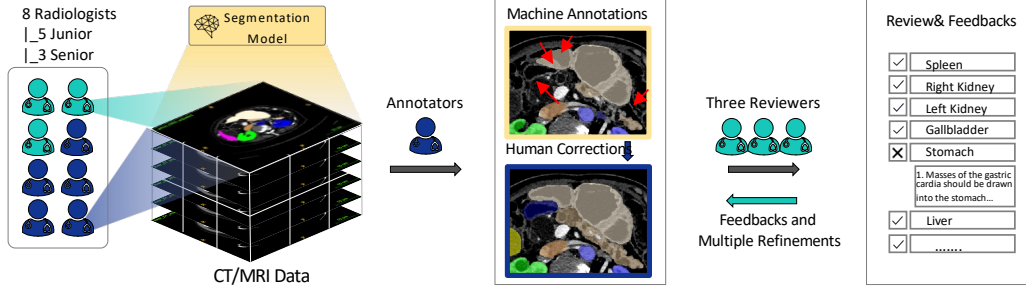 8 Radiologists
|_5 Junior
|_3 Senior
Segmentation
Model
CT/MRI Data
Annotators
Machine Annotations
Human Corrections
Three Reviewers
Feedbacks and
Multiple Refinements
Review& Feedbacks
Spleen
Right Kidney
Left Kidney
Gallbladder
Stomach
1. Masses of the gastric
cardia should be drawn
into the stomach...
Liver
.......